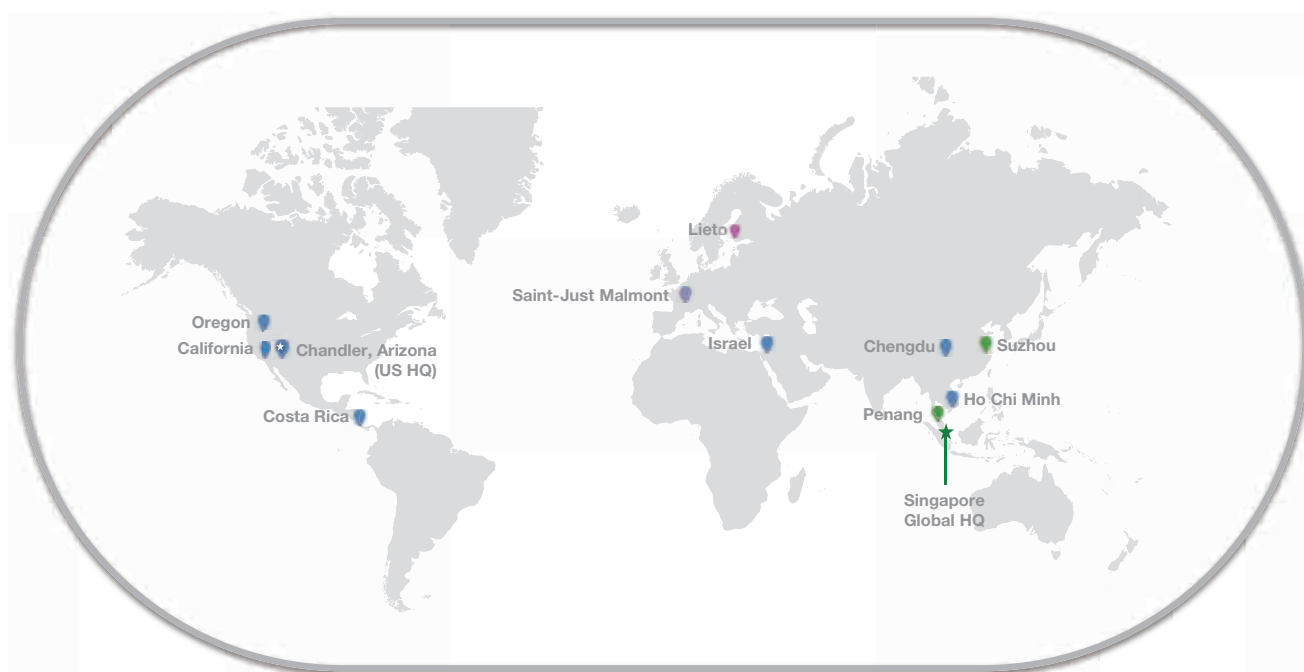 Lieto
Saint-Just Malmont
Oregon
California
Chandler, Arizona
(US HQ)
Israel
Chengdu
Suzhou
Costa Rica
Ho Chi Minh
Penang
Singapore
Global HQ